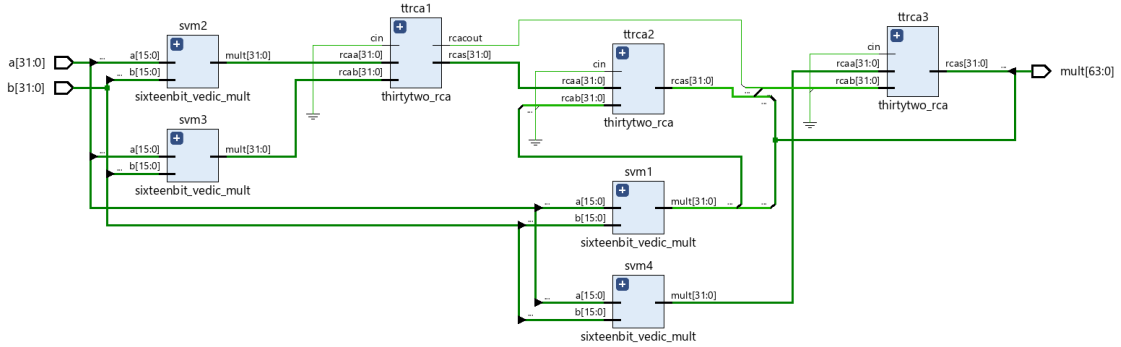 a[31:0]
b[31:0]
svm2
a[15:0]
...
b[15:0]
...
mult[31:0]
sixteenbit_vedic_mult
svm3
a[15:0]
...
b[15:0]
...
mult[31:0]
sixteenbit_vedic_mult
ttrca1
cin
rcaa[31:0]
rcab[31:0]
rcacout
rcas[31:0]
thirtytwo_rca
ttrca2
cin
rcaa[31:0]
rcab[31:0]
...
rcas[31:0]
...
...
thirtytwo_rca
svm1
a[15:0]
...
b[15:0]
...
mult[31:0]
...
...
sixteenbit_vedic_mult
svm4
a[15:0]
...
b[15:0]
...
mult[31:0]
sixteenbit_vedic_mult
ttrca3
cin
rcaa[31:0]
rcab[31:0]
...
rcas[31:0]
...
thirtytwo_rca
mult[63:0]